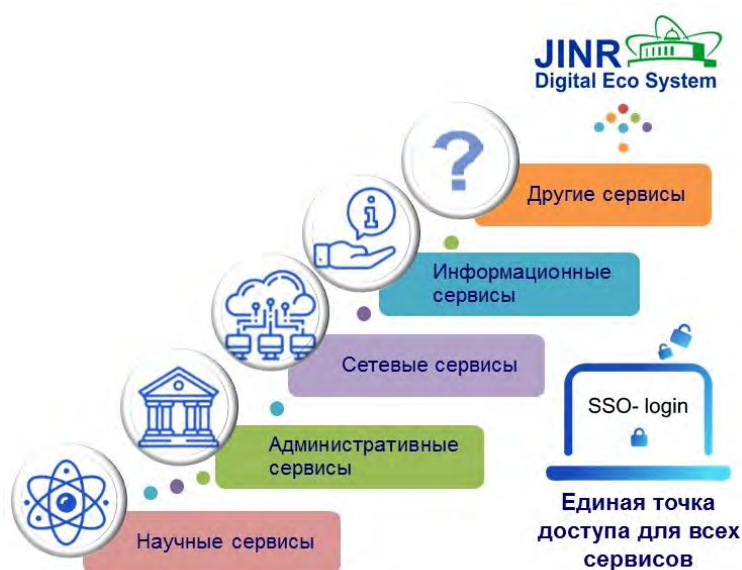 JINR
Digital Eco System
?
Другие сервисы
i
Информационные
сервисы
Сетевые сервисы
SSO- login
Административные
сервисы
Единая точка
доступа для всех
сервисов
Научные сервисы